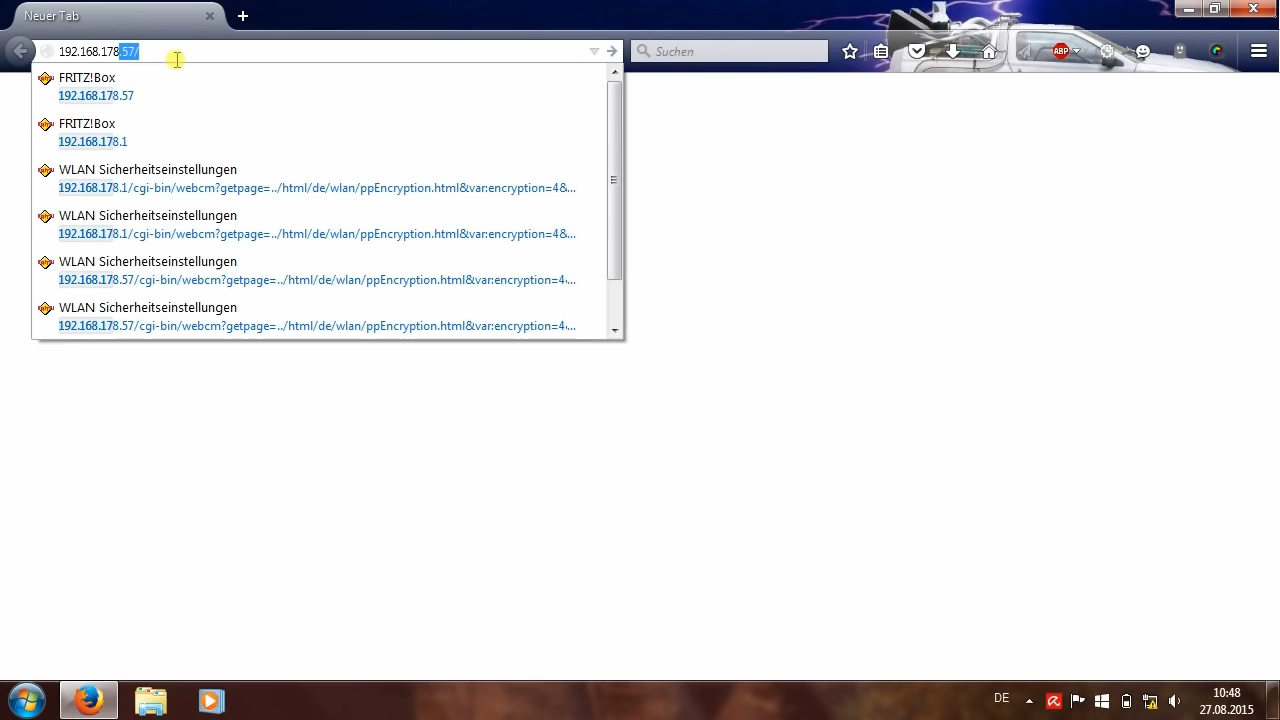 Neuer Tab
192.168.178.57/
Suchen
ABP
FRITZ!Box
192.168.178.57
FRITZ!Box
192.168.178.1
WLAN Sicherheitseinstellungen
192.168.178.1/cgi-bin/webcm?getpage=../html/de/wlan/ppEncryption.html&var:encryption=4&...
WLAN Sicherheitseinstellungen
192.168.178.1/cgi-bin/webcm?getpage=../html/de/wlan/ppEncryption.html&var:encryption=4&...
WLAN Sicherheitseinstellungen
192.168.178.57/cgi-bin/webcm?getpage=../html/de/wlan/ppEncryption.html&var:encryption=4...
WLAN Sicherheitseinstellungen
192.168.178.57/cgi-bin/webcm?getpage=../html/de/wlan/ppEncryption.html&var:encryption=4...
DE
10:48
27.08.2015